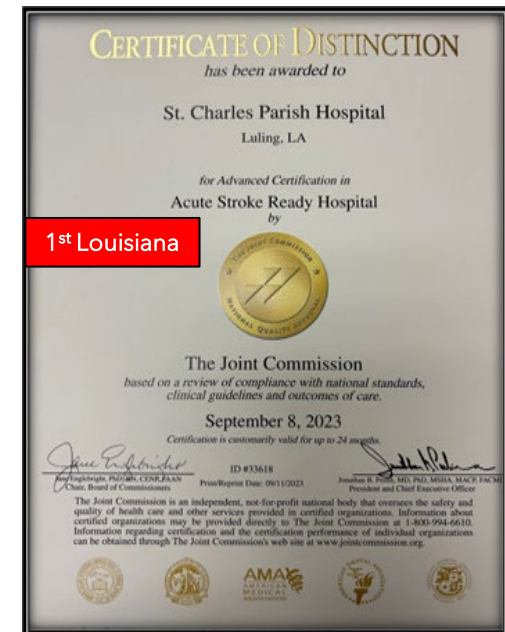 CERTIFICATE OF DISTINCTION
has been awarded to
St. Charles Parish Hospital
Luling, LA
for Advanced Certification in
Acute Stroke Ready Hospital
by
1st Louisiana
THE JOINT COMMISSION
NATIONAL QUALITY APPROVAL
The Joint Commission
based on a review of compliance with national standards,
clinical guidelines and outcomes of care.
September 8, 2023
Certification is customarily valid for up to 24 months.
ID #33618
Print/Reprint Date: 09/11/2023
Chair, Board of Commissioners
President and Chief Executive Officer
The Joint Commission is an independent, not-for-profit national body that oversees the safety and
quality of health care and other services provided in certified organizations. Information about
certified organizations may be provided directly to The Joint Commission at 1-800-994-6610.
Information regarding certification and the certification performance of individual organizations
can be obtained through The Joint Commission's web site at www.jointcommission.org.
AMA
AMERICAN
MEDICAL
ASSOCIATION